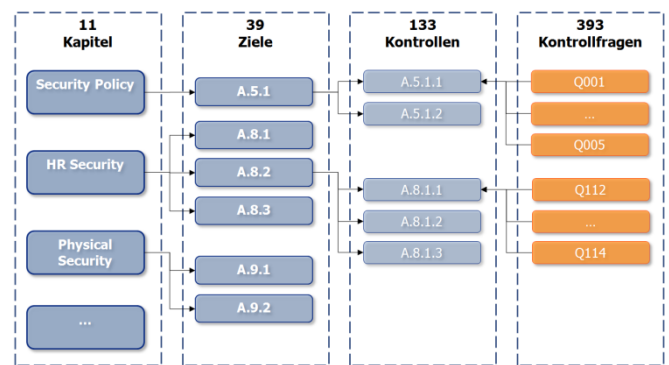 11
Kapitel
39
Ziele
133
Kontrollen
393
Kontrollfragen
Security Policy
HR Security
Physical
Security
...
A.5.1
A.8.1
A.8.2
A.8.3
A.9.1
A.9.2
A.5.1.1
A.5.1.2
A.8.1.1
A.8.1.2
A.8.1.3
Q001
...
Q005
Q112
...
Q114